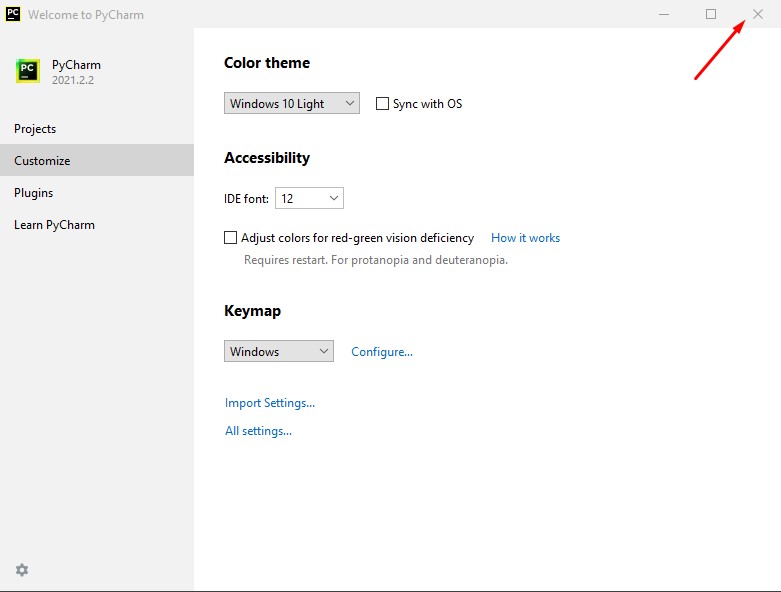 PC Welcome to PyCharm
PC PyCharm
2021.2.2
Projects
Customize
Plugins
Learn PyCharm
Color theme
Windows 10 Light Sync with OS
Accessibility
IDE font: 12
Adjust colors for red-green vision deficiency How it works
Requires restart. For protanopia and deuteranopia.
Keymap
Windows Configure...
Import Settings...
All settings...